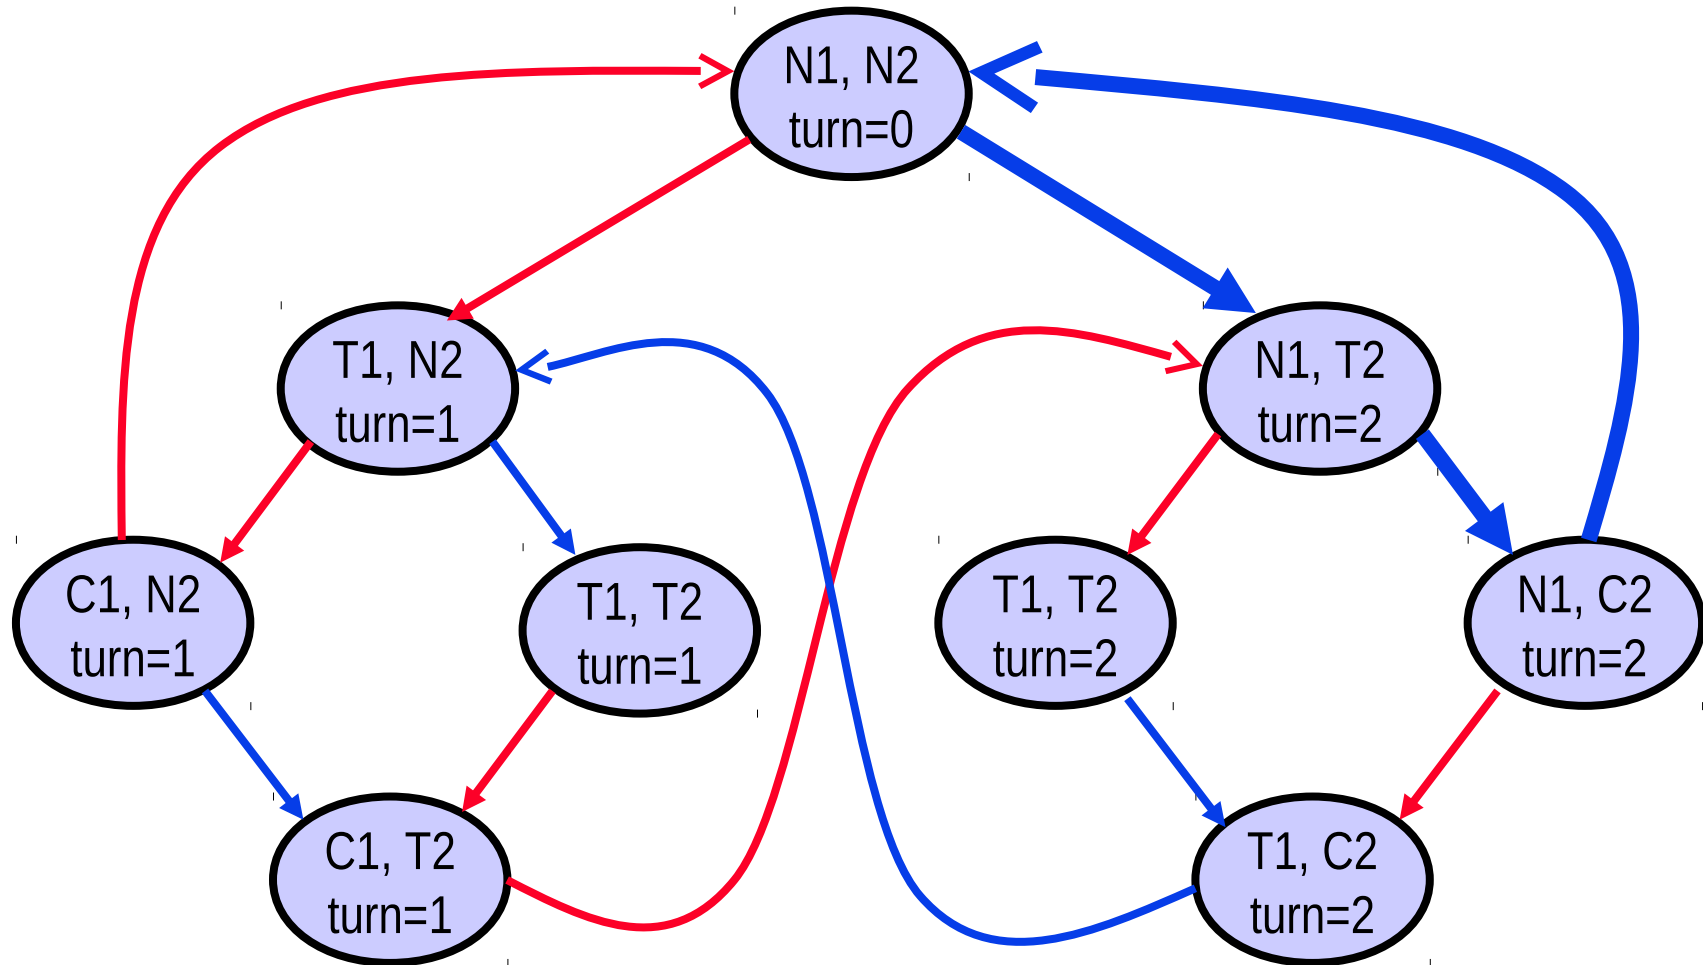 N1, N2
turn=0
T1, N2
turn=1
N1, T2
turn=2
C1, N2
turn=1
T1, T2
turn=1
T1, T2
turn=2
N1, C2
turn=2
C1, T2
turn=1
T1, C2
turn=2